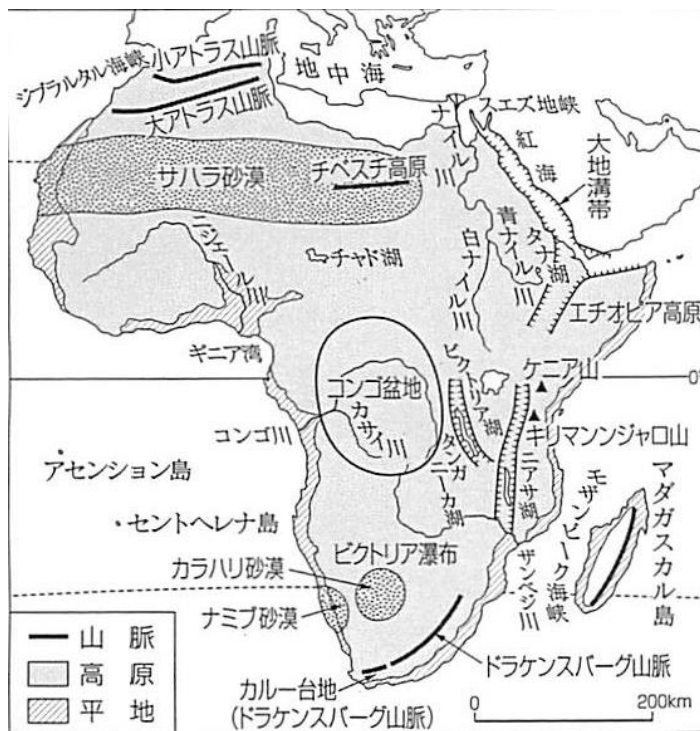 ジブラルタル海峡
小アトラス山脈
大アトラス山脈
地中海
スエズ地峡
ナイル川
紅海
大地溝帯
サハラ砂漠
チベスチ高原
ニジェール川
チャド湖
白ナイル川
青ナイル川
タナ湖
エチオピア高原
ギニア湾
コンゴ盆地
カサイ川
ビクトリア湖
ケニア山
0°
コンゴ川
キリマンンジャロ山
アセンション島
タンガニーカ湖
ニアサ湖
モザンビーク海峡
マダガスカル島
セントヘレナ島
ビクトリア瀑布
カラハリ砂漠
ザンベジ川
ナミブ砂漠
ドラケンスバーグ山脈
カルー台地
(ドラケンスバーグ山脈)
山脈
高原
平地
0
200km